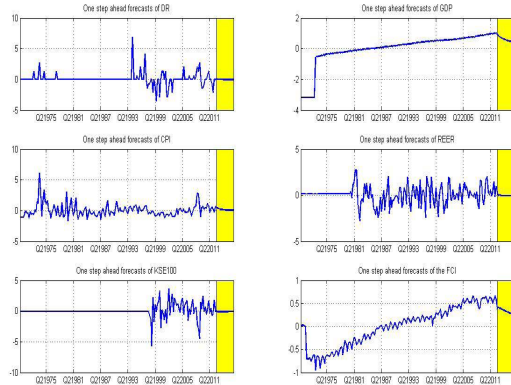 One step ahead forecasts of DR
10
5
0
-5
Q21975 Q21981 Q21987 Q21993 Q21999 Q22005 Q22011
One step ahead forecasts of GDP
2
0
-2
-4
Q21975 Q21981 Q21987 Q21993 Q21999 Q22005 Q22011
One step ahead forecasts of CPI
10
5
0
-5
Q21975 Q21981 Q21987 Q21993 Q21999 Q22005 Q22011
One step ahead forecasts of REER
5
0
-5
Q21975 Q21981 Q21987 Q21993 Q21999 Q22005 Q22011
One step ahead forecasts of KSE100
5
0
-5
-10
Q21975 Q21981 Q21987 Q21993 Q21999 Q22005 Q22011
One step ahead forecasts of the FCI
1
0.5
0
-0.5
-1
Q21975 Q21981 Q21987 Q21993 Q21999 Q22005 Q22011